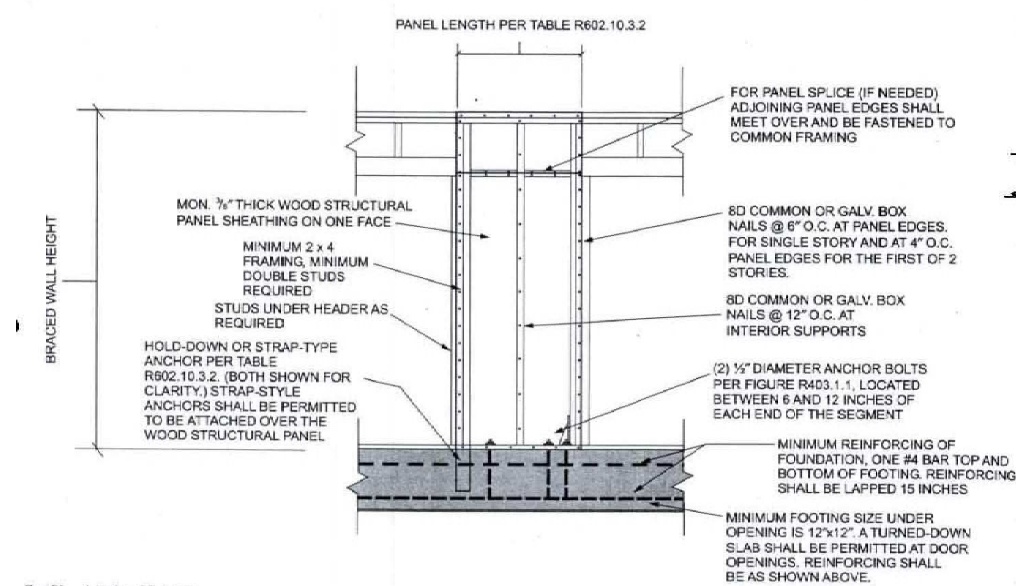 PANEL LENGTH PER TABLE R602.10.3.2
FOR PANEL SPLICE (IF NEEDED)
ADJOINING PANEL EDGES SHALL
MEET OVER AND BE FASTENED TO
COMMON FRAMING
MON. 3/8" THICK WOOD STRUCTURAL
PANEL SHEATHING ON ONE FACE
MINIMUM 2 x 4
FRAMING, MINIMUM
DOUBLE STUDS
REQUIRED
STUDS UNDER HEADER AS
REQUIRED
HOLD-DOWN OR STRAP-TYPE
ANCHOR PER TABLE
R602.10.3.2. (BOTH SHOWN FOR
CLARITY.) STRAP-STYLE
ANCHORS SHALL BE PERMITTED
TO BE ATTACHED OVER THE
WOOD STRUCTURAL PANEL
BRACED WALL HEIGHT
8D COMMON OR GALV. BOX
NAILS @ 6" O.C. AT PANEL EDGES.
FOR SINGLE STORY AND AT 4" O.C.
PANEL EDGES FOR THE FIRST OF 2
STORIES.
8D COMMON OR GALV. BOX
NAILS @ 12" O.C. AT
INTERIOR SUPPORTS
(2) ½" DIAMETER ANCHOR BOLTS
PER FIGURE R403.1.1, LOCATED
BETWEEN 6 AND 12 INCHES OF
EACH END OF THE SEGMENT
MINIMUM REINFORCING OF
FOUNDATION, ONE #4 BAR TOP AND
BOTTOM OF FOOTING. REINFORCING
SHALL BE LAPPED 15 INCHES
MINIMUM FOOTING SIZE UNDER
OPENING IS 12"x12". A TURNED-DOWN
SLAB SHALL BE PERMITTED AT DOOR
OPENINGS. REINFORCING SHALL
BE AS SHOWN ABOVE.